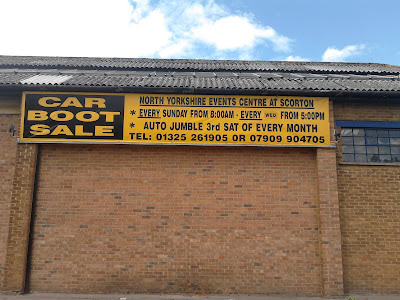 CAR
BOOT
SALE
NORTH YORKSHIRE EVENTS CENTRE AT SCORTON
* EVERY SUNDAY FROM 8:00AM - EVERY WED FROM 5:00PM
* AUTO JUMBLE 3rd SAT OF EVERY MONTH
TEL: 01325 261905 OR 07909 904705